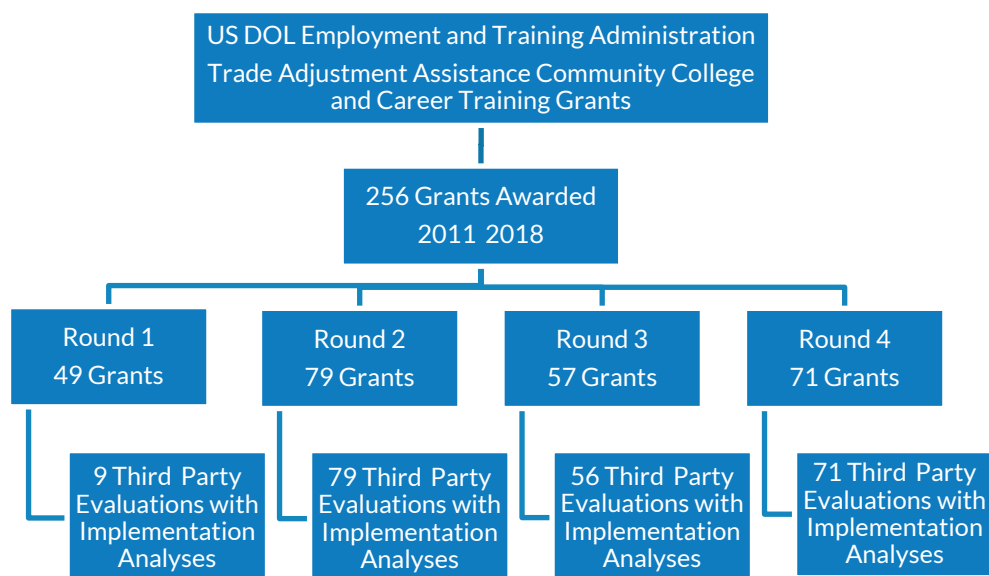 US DOL Employment and Training Administration
Trade Adjustment Assistance Community College
and Career Training Grants
256 Grants Awarded
2011 2018
Round 1
49 Grants
Round 2
79 Grants
Round 3
57 Grants
Round 4
71 Grants
9 Third Party
Evaluations with
Implementation
Analyses
79 Third Party
Evaluations with
Implementation
Analyses
56 Third Party
Evaluations with
Implementation
Analyses
71 Third Party
Evaluations with
Implementation
Analyses